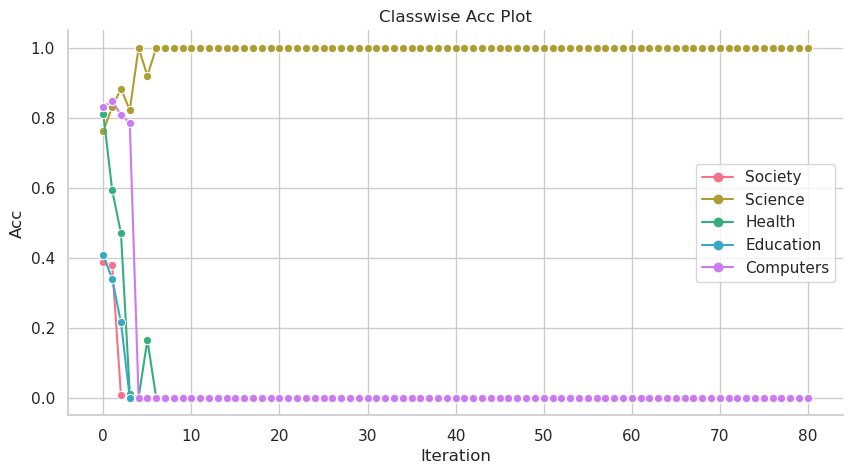 Classwise Acc Plot
1.0
0.8
0.6
0.4
0.2
0.0
Acc
Society
Science
Health
Education
Computers
0 10 20 30 40 50 60 70 80
Iteration